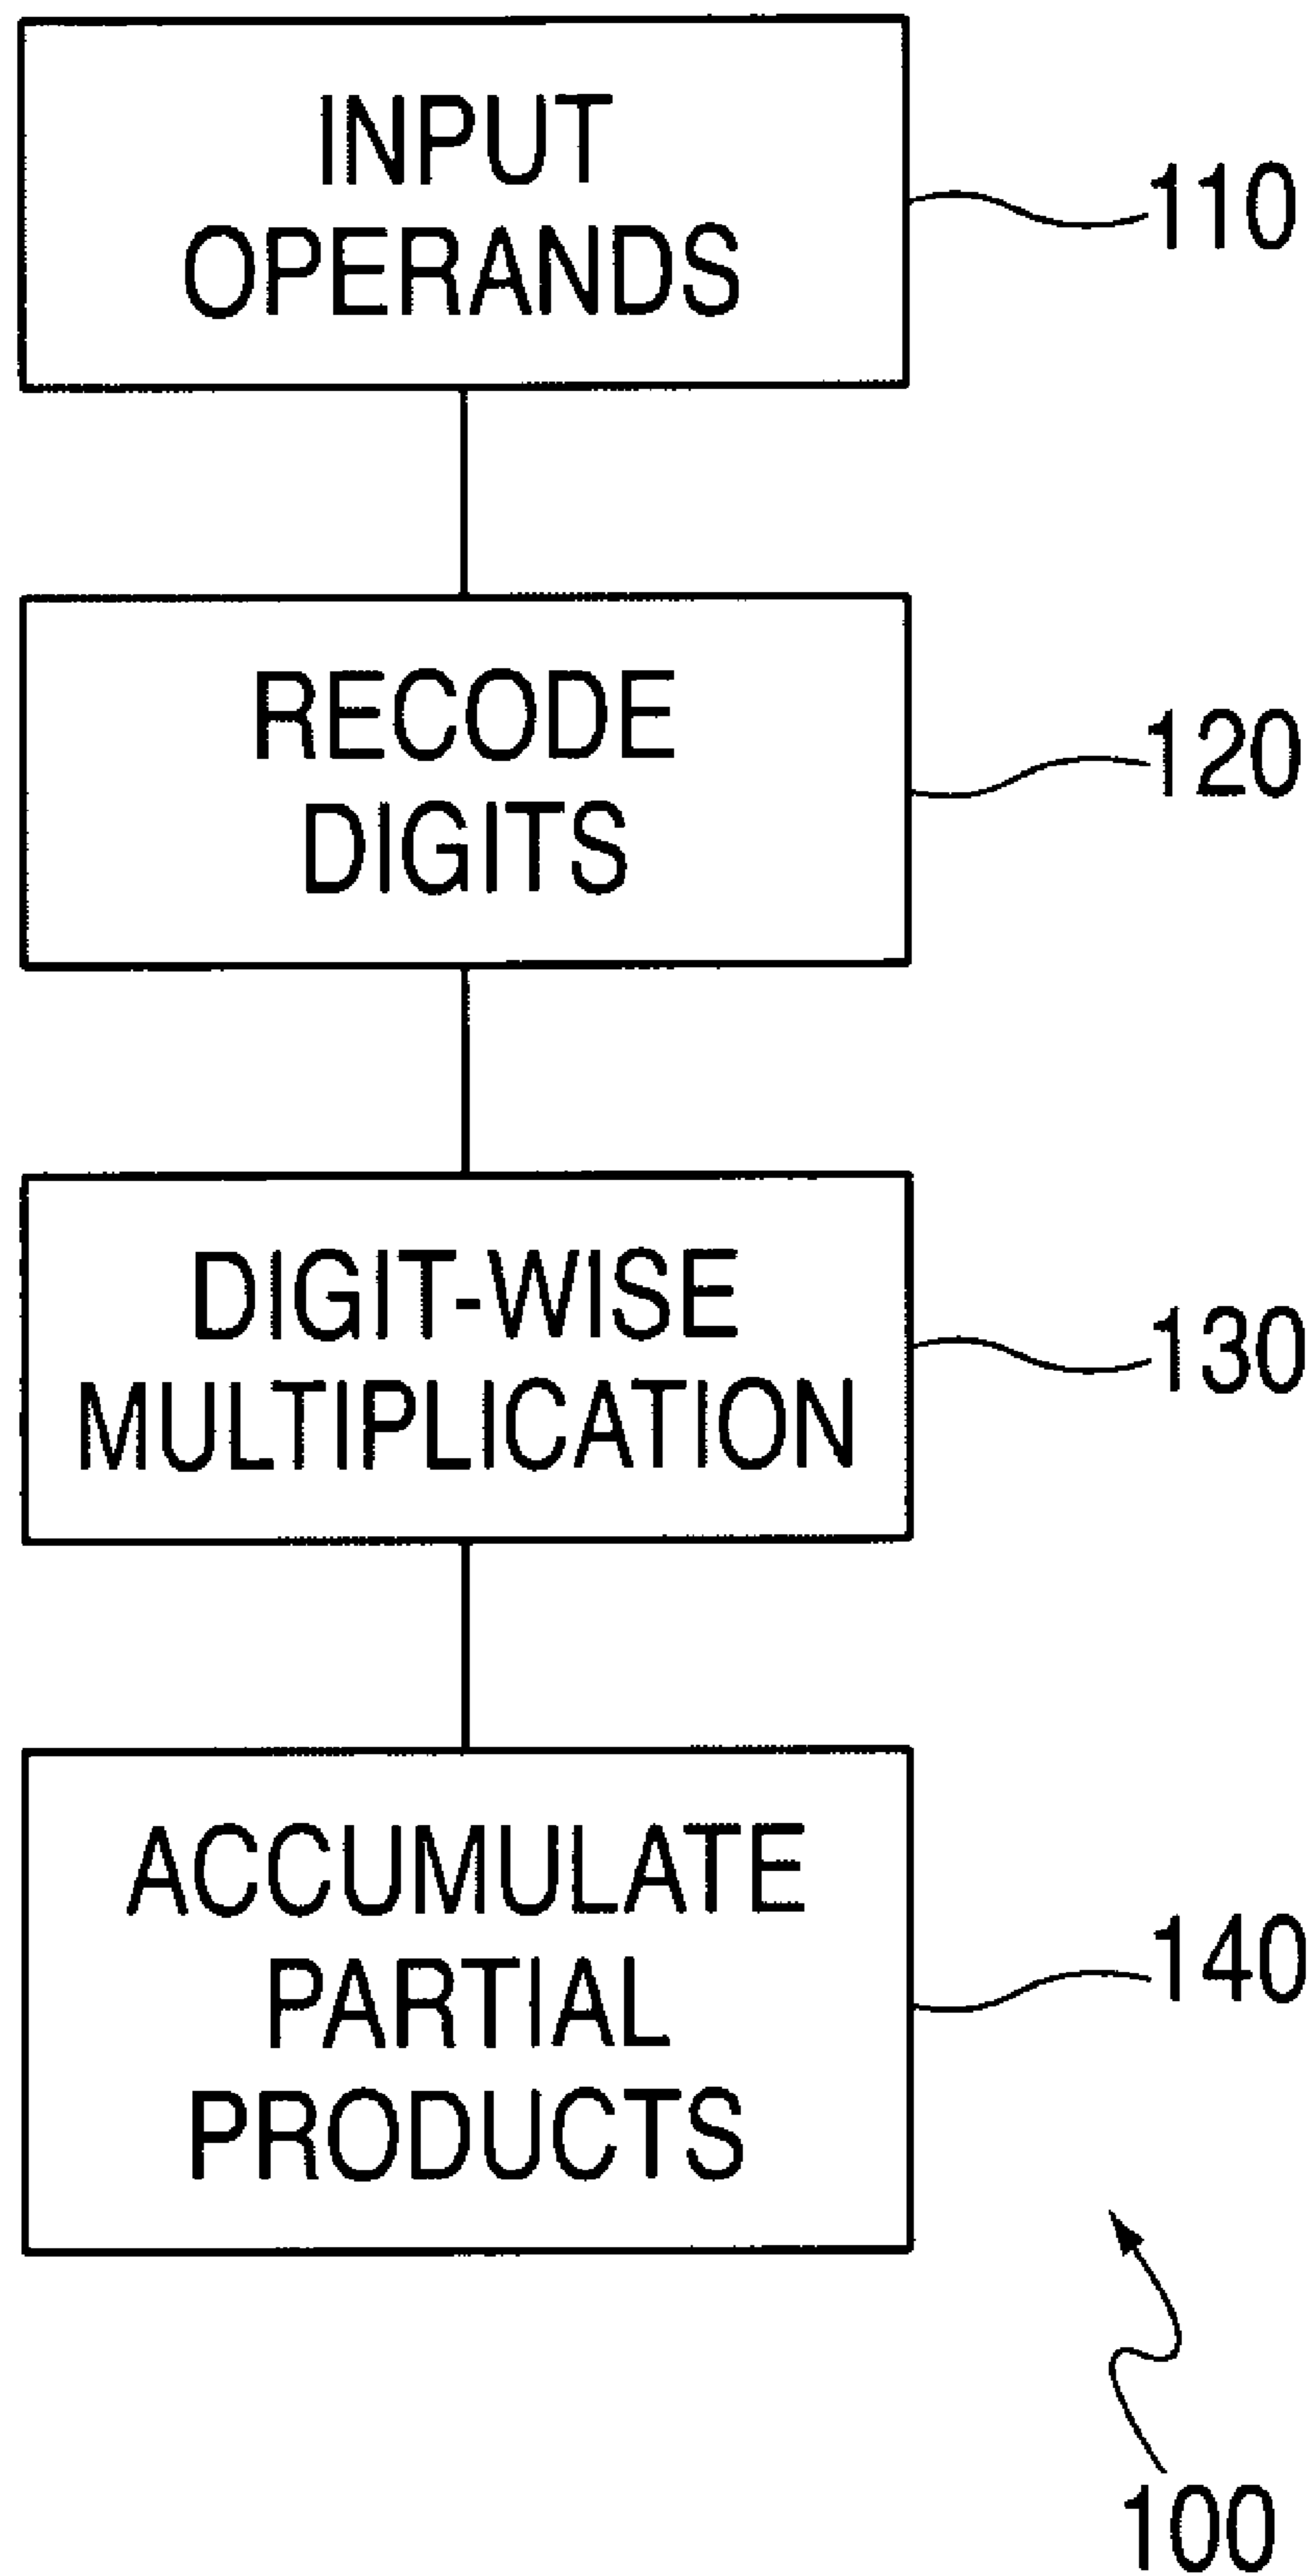 INPUT
OPERANDS
110
RECODE
DIGITS
120
DIGIT-WISE
MULTIPLICATION
130
ACCUMULATE
PARTIAL
PRODUCTS
140
100